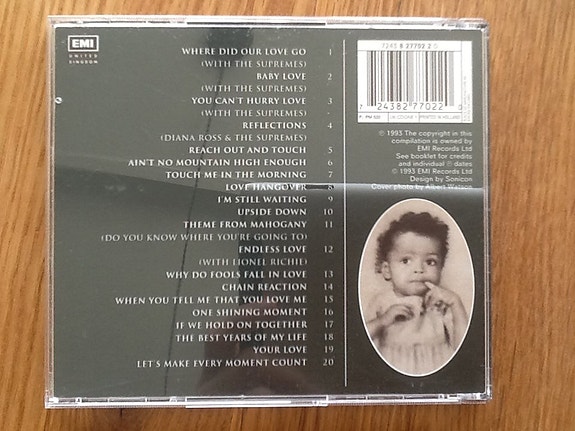 EMI
UNITED
KINGDOM
WHERE DID OUR LOVE GO 1
(WITH THE SUPREMES)
BABY LOVE 2
(WITH THE SUPREMES)
YOU CAN'T HURRY LOVE 3
(WITH THE SUPREMES)
REFLECTIONS 4
(DIANA ROSS & THE SUPREMES)
REACH OUT AND TOUCH 5
AIN'T NO MOUNTAIN HIGH ENOUGH 6
TOUCH ME IN THE MORNING 7
LOVE HANGOVER 8
I'M STILL WAITING 9
UPSIDE DOWN 10
THEME FROM MAHOGANY 11
(DO YOU KNOW WHERE YOU'RE GOING TO)
ENDLESS LOVE 12
(WITH LIONEL RICHIE)
WHY DO FOOLS FALL IN LOVE 13
CHAIN REACTION 14
WHEN YOU TELL ME THAT YOU LOVE ME 15
ONE SHINING MOMENT 16
IF WE HOLD ON TOGETHER 17
THE BEST YEARS OF MY LIFE 18
YOUR LOVE 19
LET'S MAKE EVERY MOMENT COUNT 20
7243 8 27702 2 0
7 24382 77022 0
© 1993 The copyright in this
compilation is owned by
EMI Records Ltd
See booklet for credits
and individual ℗ dates
© 1993 EMI Records Ltd
Design by Sonicon
Cover photo by Albert Watson